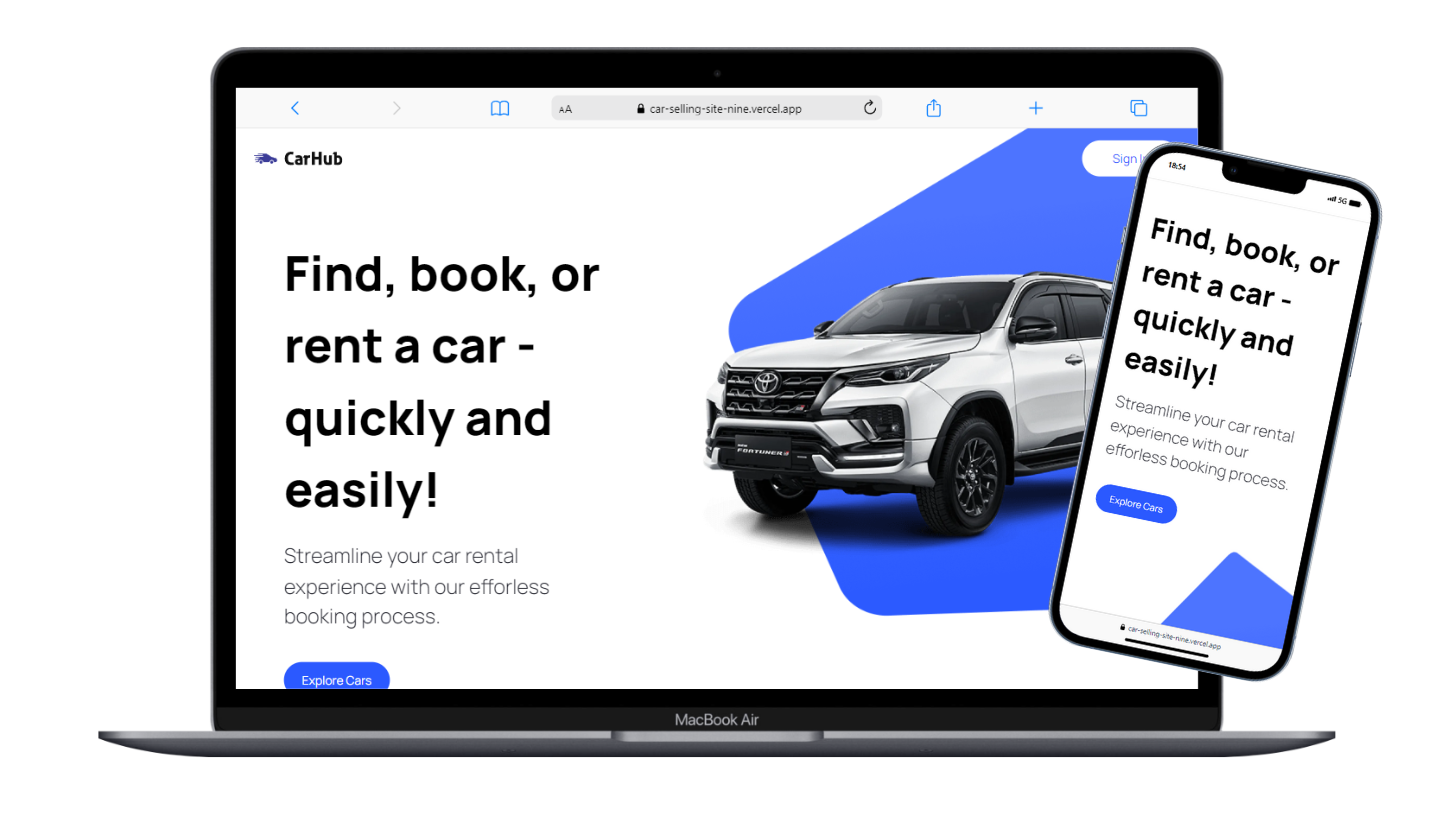 AA
car-selling-site-nine.vercel.app
CarHub
Sign
Find, book, or
rent a car -
quickly and
easily!
Streamline your car rental
experience with our efforless
booking process.
Explore Cars
FORTUNER
MacBook Air
18:54
5G
Find, book, or
rent a car -
quickly and
easily!
Streamline your car rental
experience with our
efforless booking process.
Explore Cars
car-selling-site-nine.vercel.app